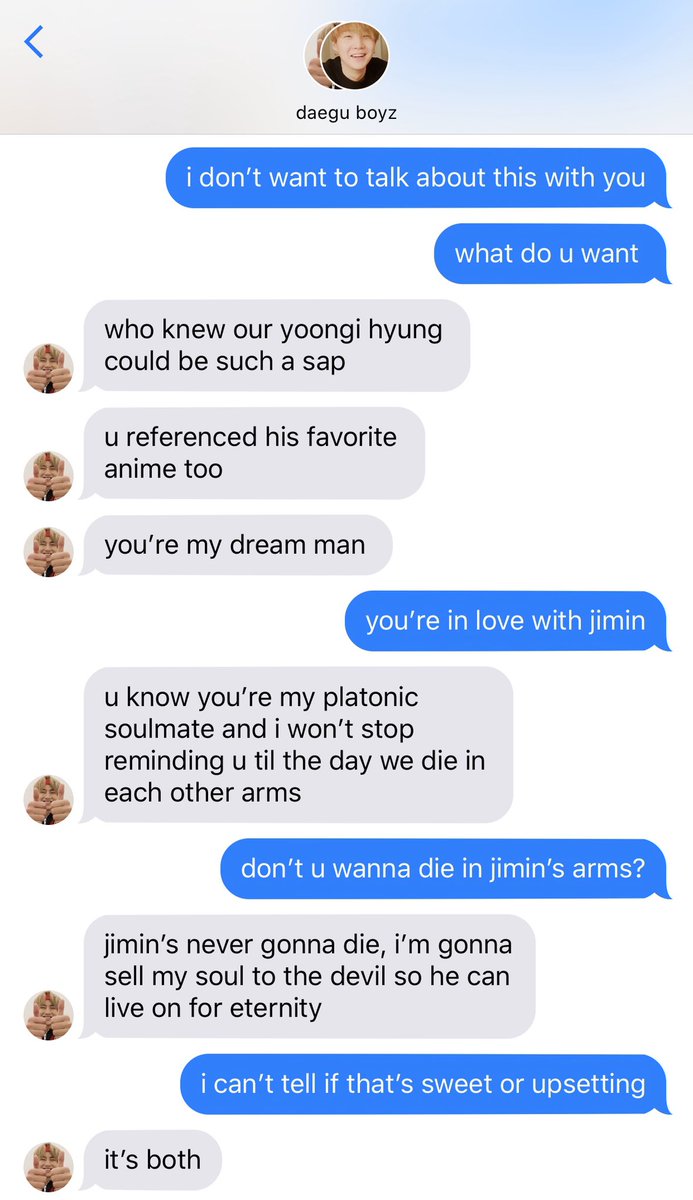 daegu boyz
i don’t want to talk about this with you
what do u want
who knew our yoongi hyung
could be such a sap
u referenced his favorite
anime too
you’re my dream man
you’re in love with jimin
u know you’re my platonic
soulmate and i won’t stop
reminding u til the day we die in
each other arms
don’t u wanna die in jimin’s arms?
jimin’s never gonna die, i’m gonna
sell my soul to the devil so he can
live on for eternity
i can’t tell if that’s sweet or upsetting
it’s both